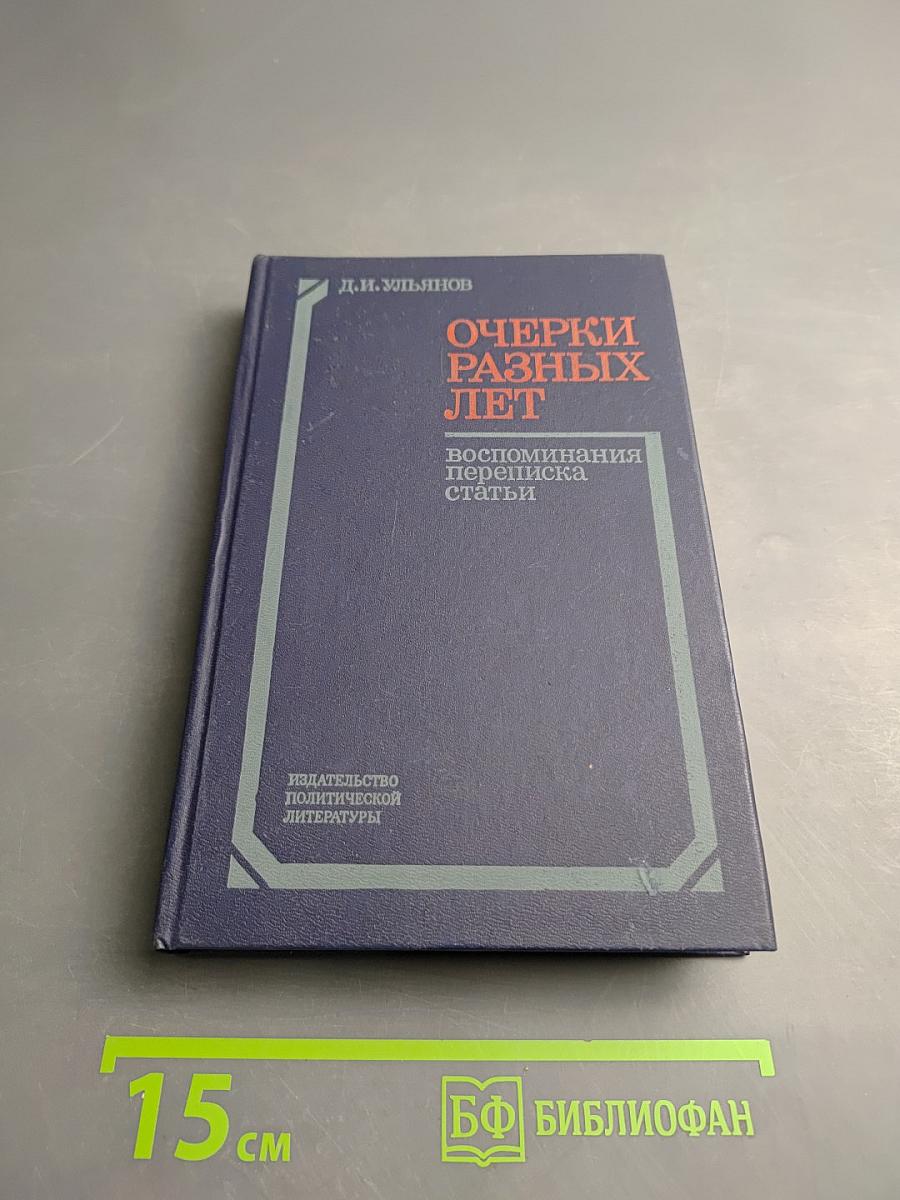 Д.И.УЛЬЯНОВ
ОЧЕРКИ
РАЗНЫХ
ЛЕТ
воспоминания
переписка
статьи
ИЗДАТЕЛЬСТВО
ПОЛИТИЧЕСКОЙ
ЛИТЕРАТУРЫ
15 см
БФ БИБЛИОФАН